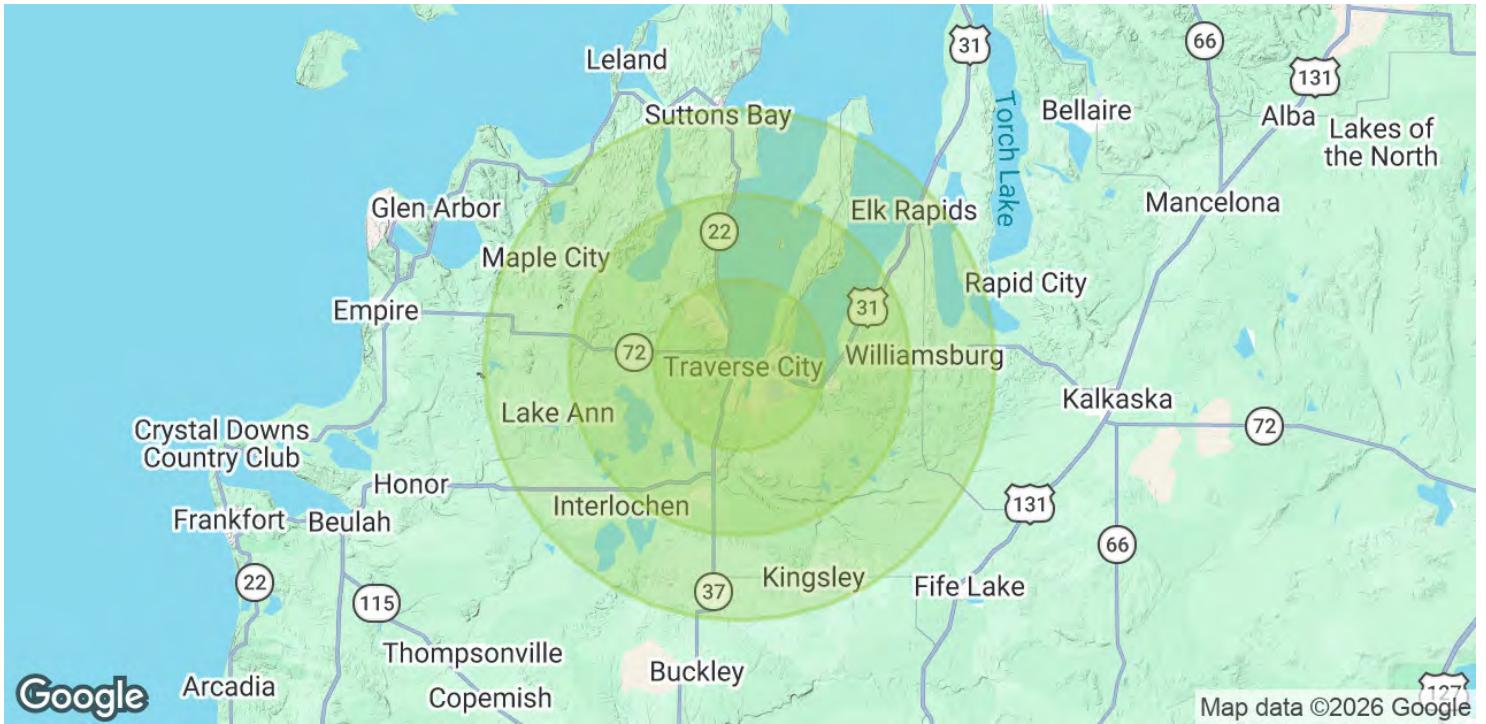 31
66
Leland
131
Bellaire
Suttons Bay
Alba
Torch Lake
Lakes of
the North
Glen Arbor
Elk Rapids
Mancelona
22
Maple City
Rapid City
Empire
31
72
Williamsburg
Traverse City
Kalkaska
Lake Ann
72
Crystal Downs
Country Club
Honor
Interlochen
131
Frankfort
Beulah
66
22
Kingsley
Fife Lake
37
115
Thompsonville
Buckley
Arcadia
Copemish
127
Google
Map data ©2026 Google